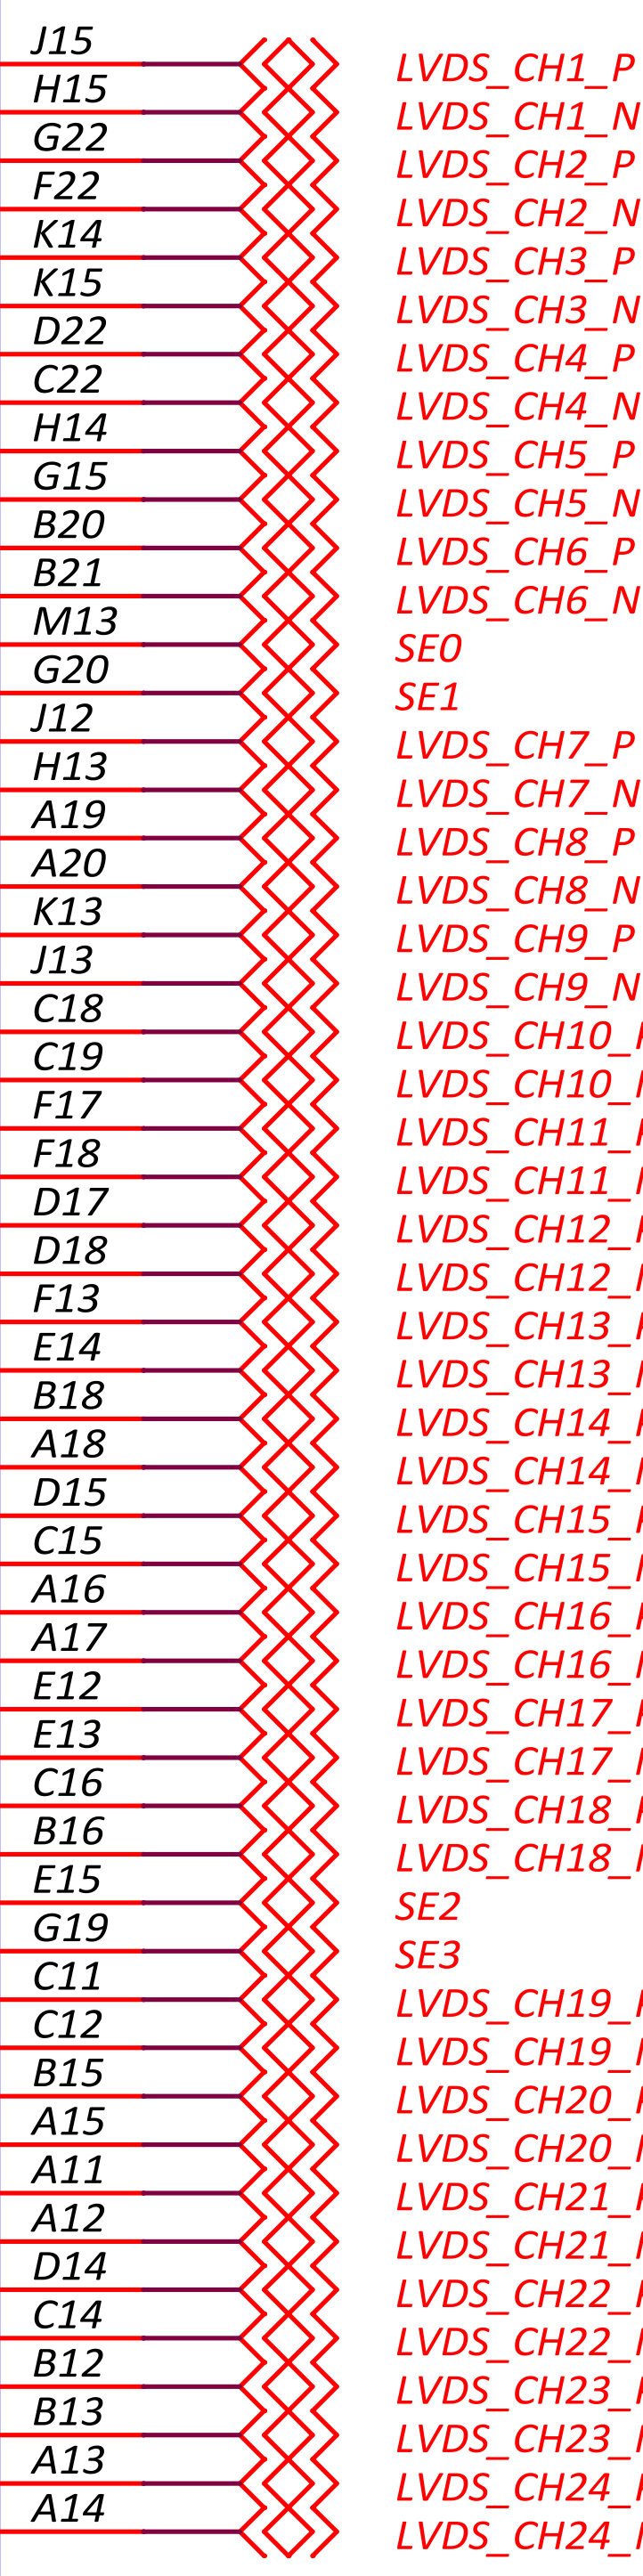 J15 LVDS_CH1_P
H15 LVDS_CH1_N
G22 LVDS_CH2_P
F22 LVDS_CH2_N
K14 LVDS_CH3_P
K15 LVDS_CH3_N
D22 LVDS_CH4_P
C22 LVDS_CH4_N
H14 LVDS_CH5_P
G15 LVDS_CH5_N
B20 LVDS_CH6_P
B21 LVDS_CH6_N
M13 SE0
G20 SE1
J12 LVDS_CH7_P
H13 LVDS_CH7_N
A19 LVDS_CH8_P
A20 LVDS_CH8_N
K13 LVDS_CH9_P
J13 LVDS_CH9_N
C18 LVDS_CH10_
C19 LVDS_CH10_
F17 LVDS_CH11_
F18 LVDS_CH11_
D17 LVDS_CH12_
D18 LVDS_CH12_
F13 LVDS_CH13_
E14 LVDS_CH13_
B18 LVDS_CH14_
A18 LVDS_CH14_
D15 LVDS_CH15_
C15 LVDS_CH15_
A16 LVDS_CH16_
A17 LVDS_CH16_
E12 LVDS_CH17_
E13 LVDS_CH17_
C16 LVDS_CH18_
B16 LVDS_CH18_
E15 SE2
G19 SE3
C11 LVDS_CH19_
C12 LVDS_CH19_
B15 LVDS_CH20_
A15 LVDS_CH20_
A11 LVDS_CH21_
A12 LVDS_CH21_
D14 LVDS_CH22_
C14 LVDS_CH22_
B12 LVDS_CH23_
B13 LVDS_CH23_
A13 LVDS_CH24_
A14 LVDS_CH24_